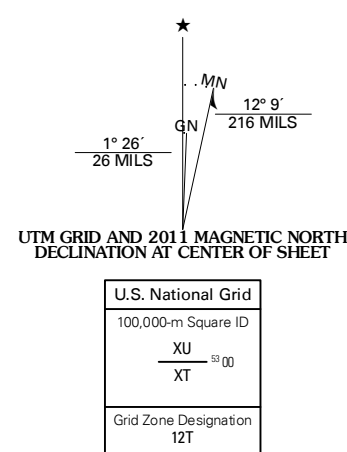 ★
MN
GN
12° 9´
216 MILS
1° 26´
26 MILS
UTM GRID AND 2011 MAGNETIC NORTH
DECLINATION AT CENTER OF SHEET
U.S. National Grid
100,000-m Square ID
XU
53 00
XT
Grid Zone Designation
12T